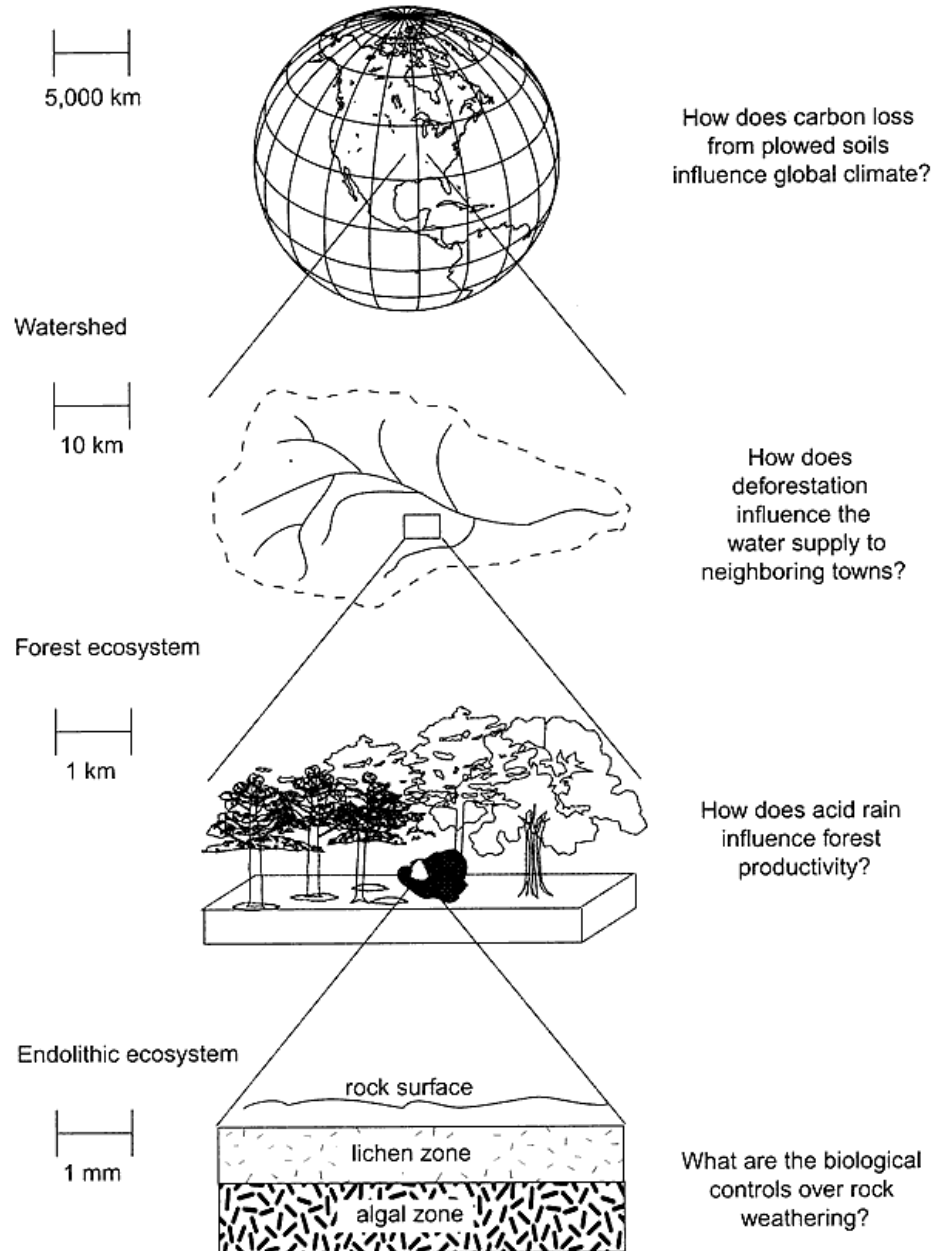 5,000 km
How does carbon loss
from plowed soils
influence global climate?
Watershed
10 km
How does
deforestation
influence the
water supply to
neighboring towns?
Forest ecosystem
1 km
How does acid rain
influence forest
productivity?
Endolithic ecosystem
rock surface
1 mm
lichen zone
algal zone
What are the biological
controls over rock
weathering?